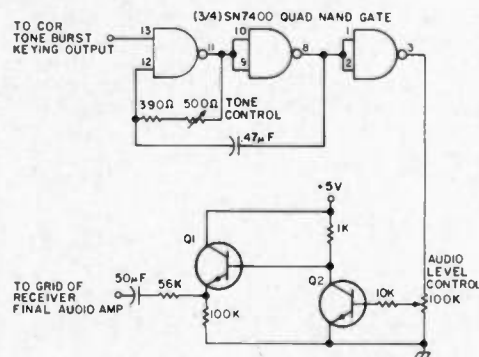 (3/4) SN7400 QUAD NAND GATE
TO COR
TONE BURST
KEYING OUTPUT
13
12
11
10
9
8
1
2
3
390Ω
500Ω
TONE
CONTROL
.47µF
+5V
1K
Q1
Q2
AUDIO
LEVEL
CONTROL
100K
10K
50µF
56K
100K
TO GRID OF
RECEIVER
FINAL AUDIO AMP